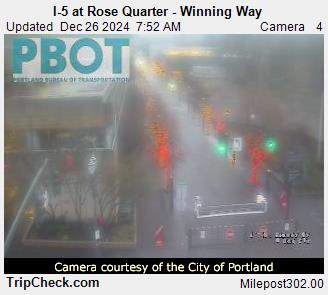 I-5 at Rose Quarter - Winning Way
Updated Dec 26 2024 7:52 AM Camera 4
PBOT
PORTLAND BUREAU OF TRANSPORTATION
Camera courtesy of the City of Portland
TripCheck.com Milepost302.00